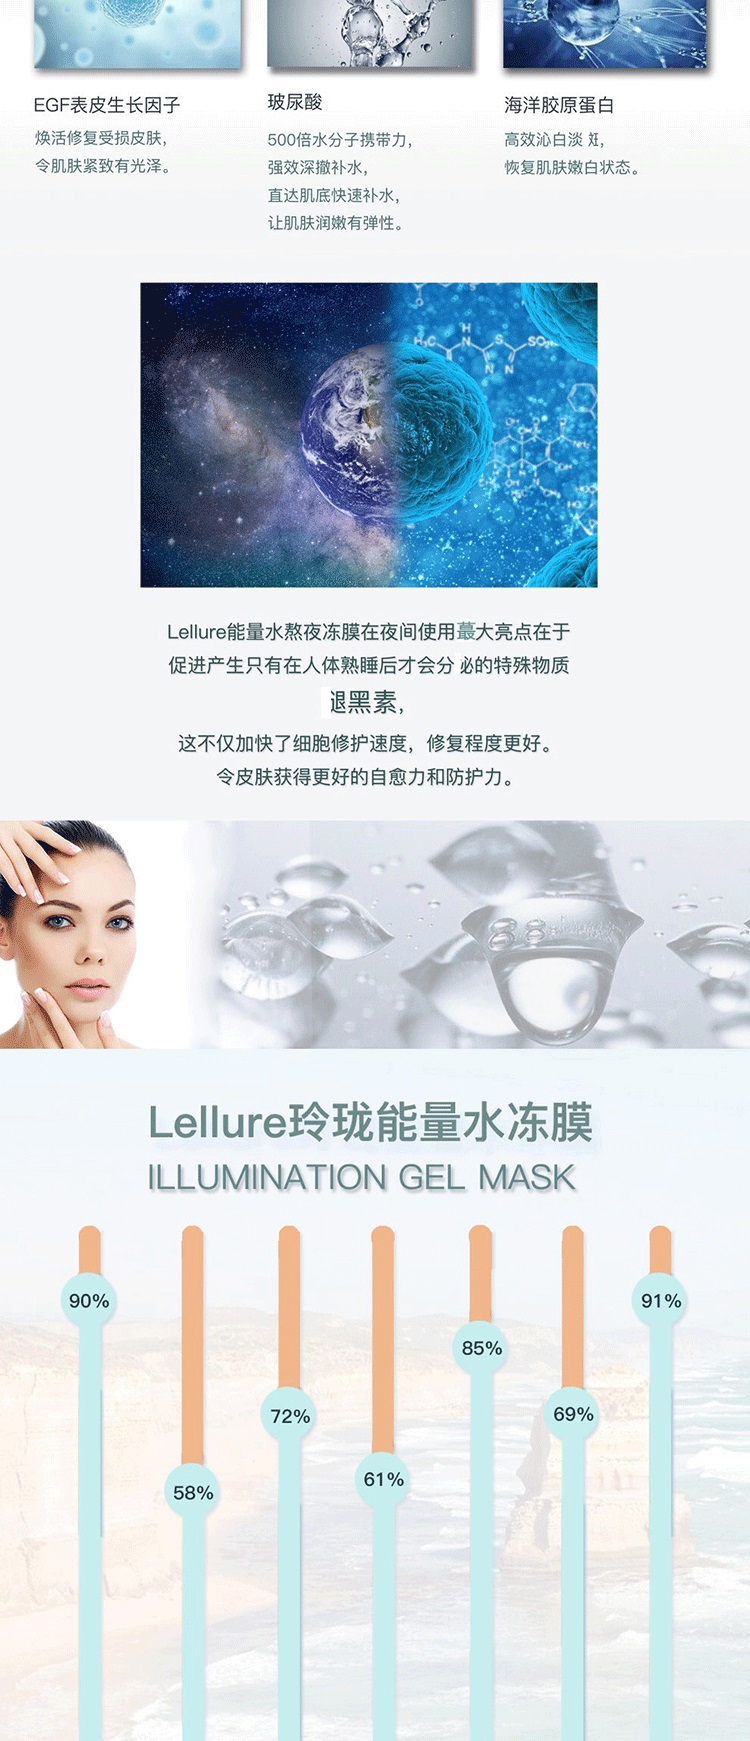 EGF表皮生长因子
焕活修复受损皮肤，
令肌肤紧致有光泽。
玻尿酸
500倍水分子携带力，
强效深撤补水，
直达肌底快速补水，
让肌肤润嫩有弹性。
海洋胶原蛋白
高效沁白淡
恢复肌肤嫩白状态。
H₃C
H
N
S
SO₂
N N
Lellure能量水熬夜冻膜在夜间使用蕞大亮点在于
促进产生只有在人体熟睡后才会分必的特殊物质
黑素，
这不仅加快了细胞修护速度，修复程度更好。
令皮肤获得更好的自愈力和防护力。
Lellure玲珑能量水冻膜
ILLUMINATION GEL MASK
90%
58%
72%
61%
85%
69%
91%